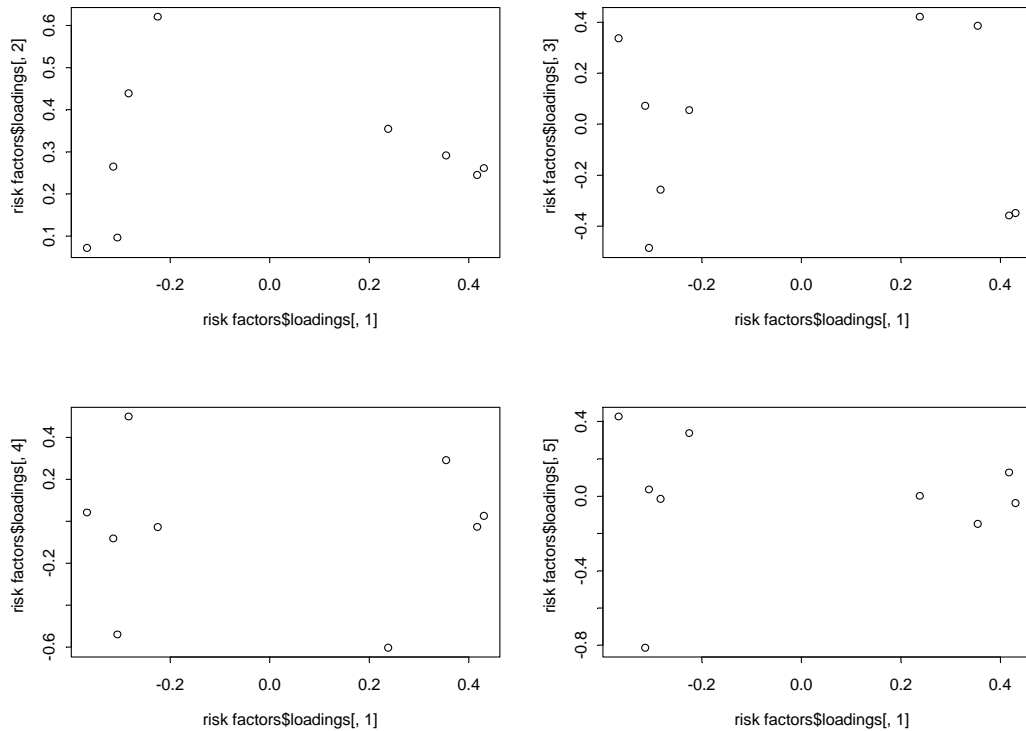 risk factors$loadings[, 2]
0.6
0.5
0.4
0.3
0.2
0.1
-0.2 0.0 0.2 0.4
risk factors$loadings[, 1]
risk factors$loadings[, 3]
0.4
0.2
0.0
-0.2
-0.4
-0.2 0.0 0.2 0.4
risk factors$loadings[, 1]
risk factors$loadings[, 4]
0.4
0.2
-0.2
-0.6
-0.2 0.0 0.2 0.4
risk factors$loadings[, 1]
risk factors$loadings[, 5]
0.4
0.0
-0.4
-0.8
-0.2 0.0 0.2 0.4
risk factors$loadings[, 1]